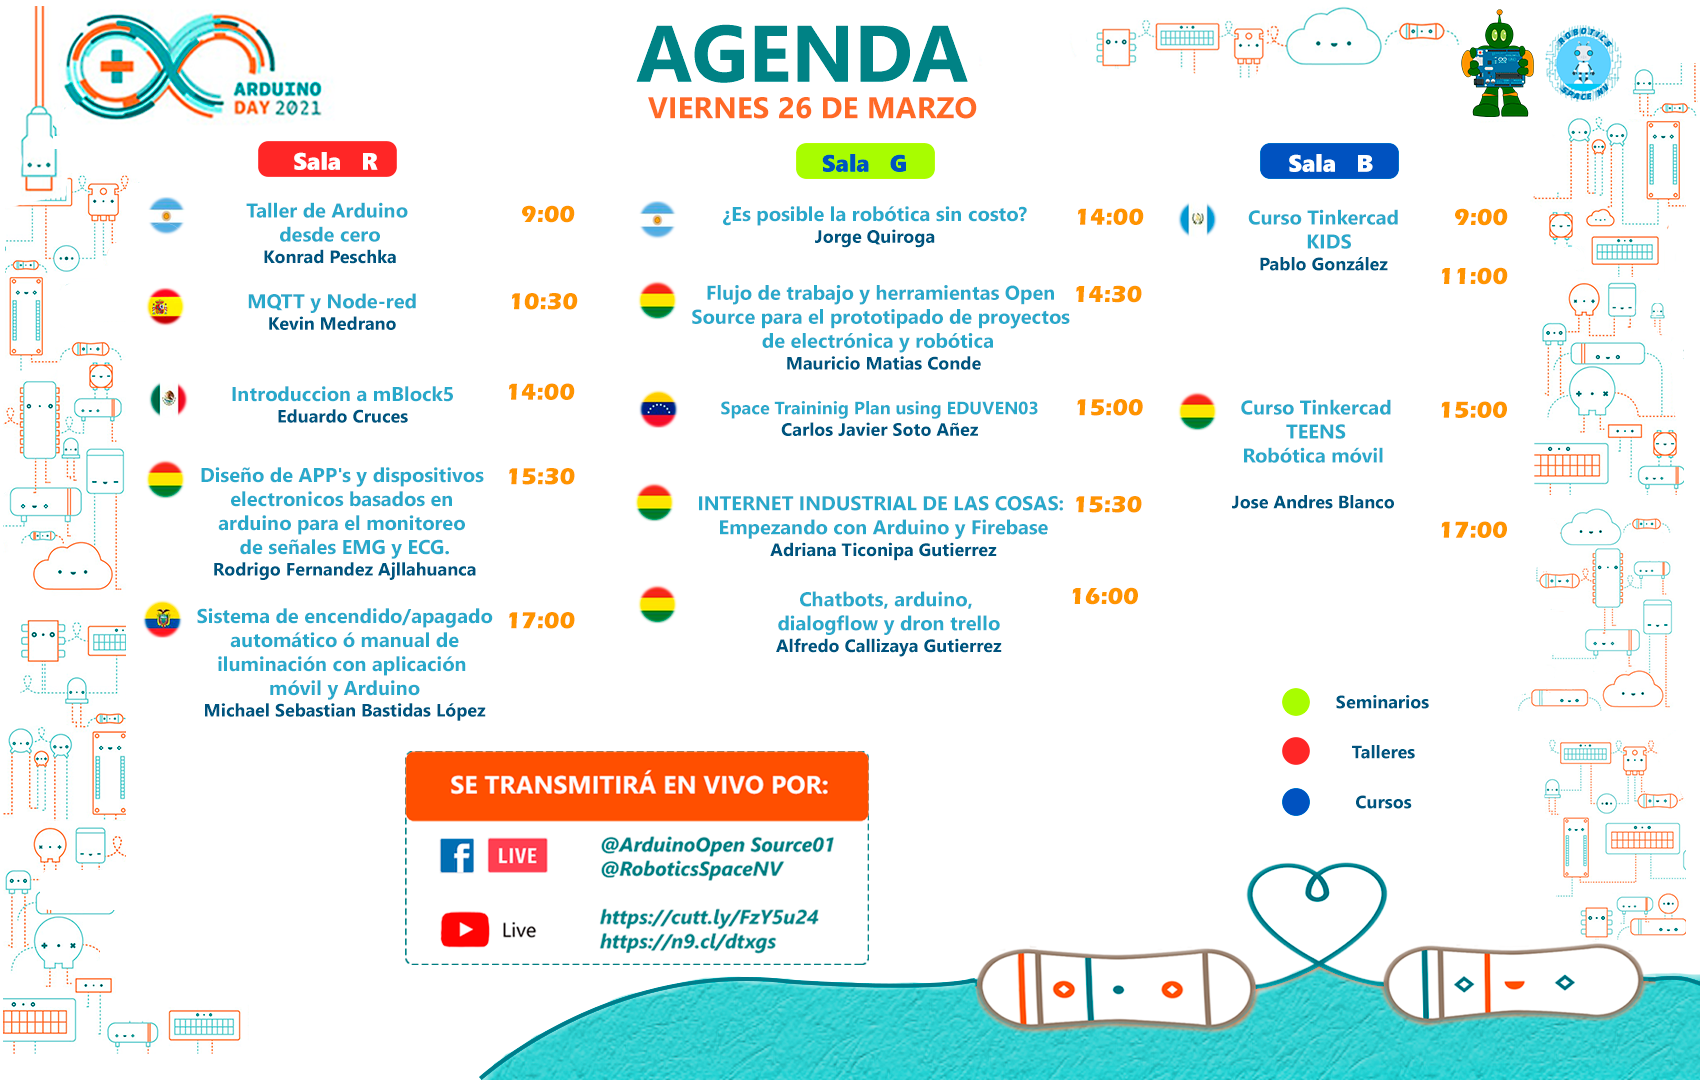 ARDUINO
DAY 2021
AGENDA
VIERNES 26 DE MARZO
ROBOTICS
SPACE NV
Sala R
Taller de Arduino
desde cero
Konrad Peschka
9:00
MQTT y Node-red
Kevin Medrano
10:30
Introduccion a mBlock5
Eduardo Cruces
14:00
Diseño de APP's y dispositivos
electronicos basados en
arduino para el monitoreo
de señales EMG y ECG.
Rodrigo Fernandez Ajllahuanca
15:30
Sistema de encendido/apagado
automático ó manual de
iluminación con aplicación
móvil y Arduino
Michael Sebastian Bastidas López
17:00
Sala G
¿Es posible la robótica sin costo?
Jorge Quiroga
14:00
Flujo de trabajo y herramientas Open
Source para el prototipado de proyectos
de electrónica y robótica
Mauricio Matias Conde
14:30
Space Traininig Plan using EDUVEN03
Carlos Javier Soto Añez
15:00
INTERNET INDUSTRIAL DE LAS COSAS:
Empezando con Arduino y Firebase
Adriana Ticonipa Gutierrez
15:30
Chatbots, arduino,
dialogflow y dron trello
Alfredo Callizaya Gutierrez
16:00
Sala B
Curso Tinkercad
KIDS
Pablo González
9:00
11:00
Curso Tinkercad
TEENS
Robótica móvil
Jose Andres Blanco
15:00
17:00
Seminarios
Talleres
Cursos
SE TRANSMITIRÁ EN VIVO POR:
f LIVE
@ArduinoOpen Source01
@RoboticsSpaceNV
Live
https://cutt.ly/FzY5u24
https://n9.cl/dtxgs